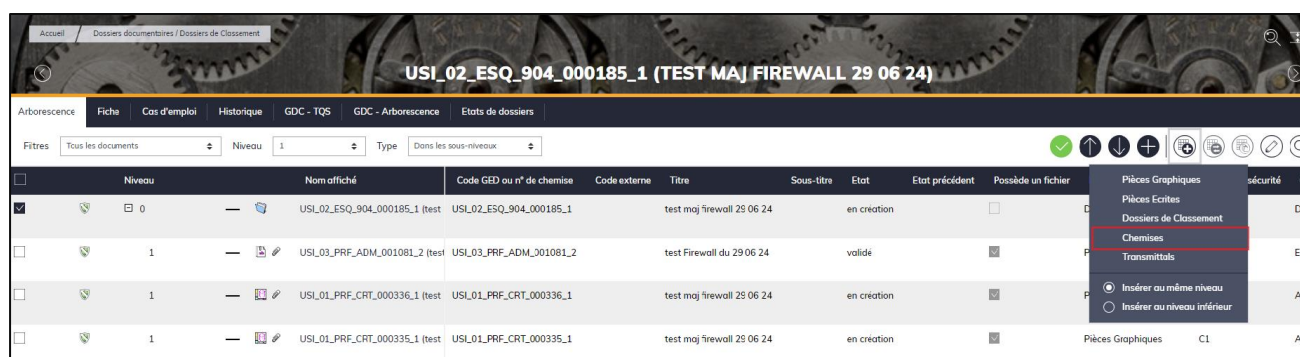 Accueil Dossiers documentaires / Dossiers de Classement
USI_02_ESQ_904_000185_1 (TEST MAJ FIREWALL 29 06 24)
Arborescence Fiche Cas d'emploi Historique GDC - TQS GDC - Arborescence Etats de dossiers
Filtres Tous les documents Niveau 1 Type Dans les sous-niveaux
Niveau Nom affiché Code GED ou n° de chemise Code externe Titre Sous-titre Etat Etat précédent Possède un fichier sécurité
Pièces Graphiques
Pièces Ecrites
Dossiers de Classement
Chemises
Transmittals
Insérer au même niveau
Insérer au niveau inférieur
0 USI_02_ESQ_904_000185_1 (test USI_02_ESQ_904_000185_1 test maj firewall 29 06 24 en création
1 USI_03_PRF_ADM_001081_2 (test USI_03_PRF_ADM_001081_2 test Firewall du 29 06 24 validé
1 USI_01_PRF_CRT_000336_1 (test USI_01_PRF_CRT_000336_1 test maj firewall 29 06 24 en création
1 USI_01_PRF_CRT_000335_1 (test USI_01_PRF_CRT_000335_1 test maj firewall 29 06 24 en création Pièces Graphiques C1